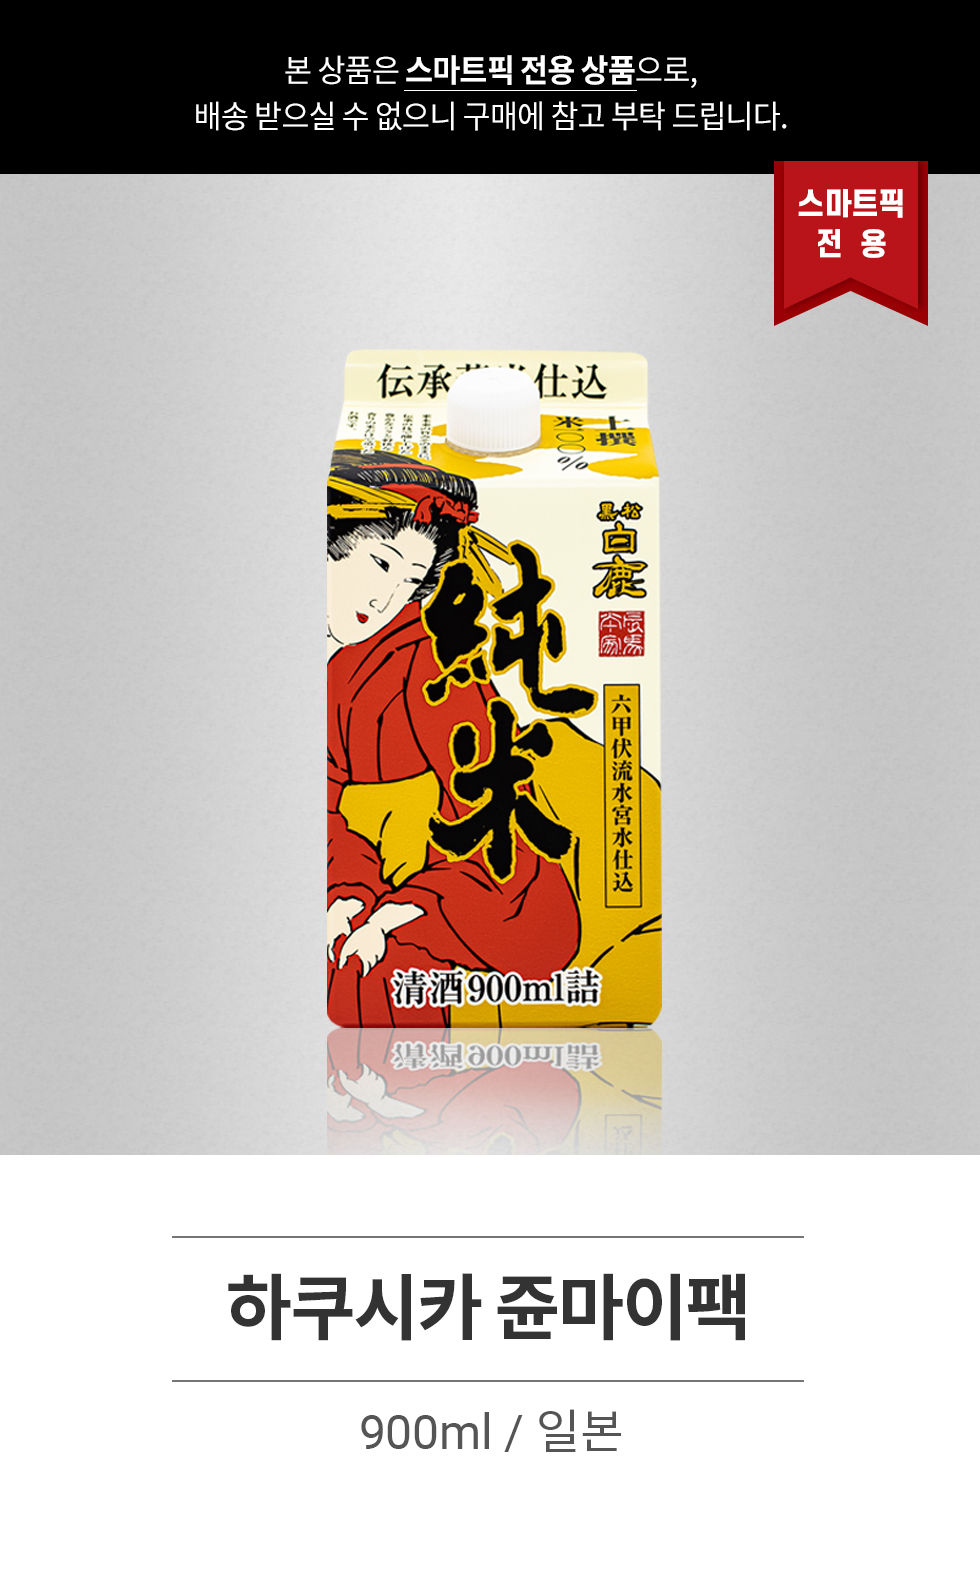 본 상품은 스마트픽 전용 상품으로,
배송 받으실 수 없으니 구매에 참고 부탁 드립니다.
스마트픽
전 용
伝承 仕込
上撰
米一〇〇%
黒松
白鹿
純米
六甲伏流水宮水仕込
清酒900ml詰
하쿠시카 쥰마이팩
900ml / 일본